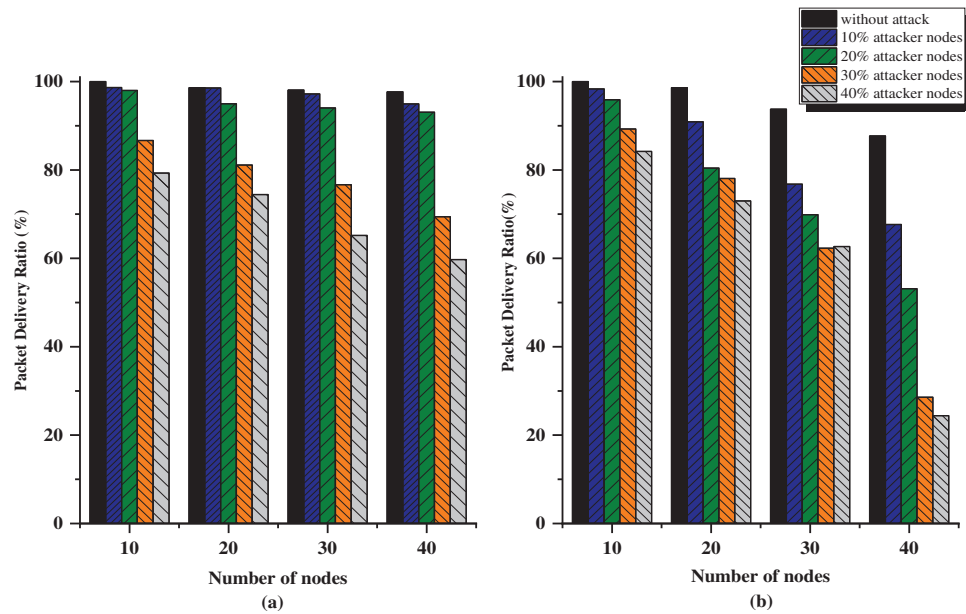 without attack
10% attacker nodes
20% attacker nodes
30% attacker nodes
40% attacker nodes
100
80
60
40
20
0
Packet Delivery Ratio (%)
10
20
30
40
Number of nodes
(a)
100
80
60
40
20
0
Packet Delivery Ratio(%)
10
20
30
40
Number of nodes
(b)